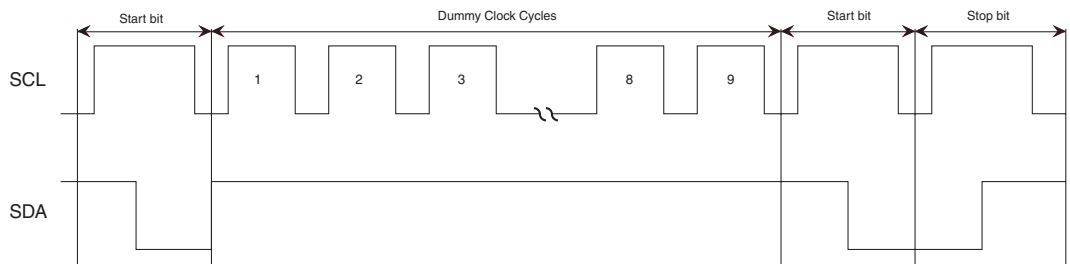 Start bit Dummy Clock Cycles Start bit Stop bit
SCL 1 2 3 8 9
SDA